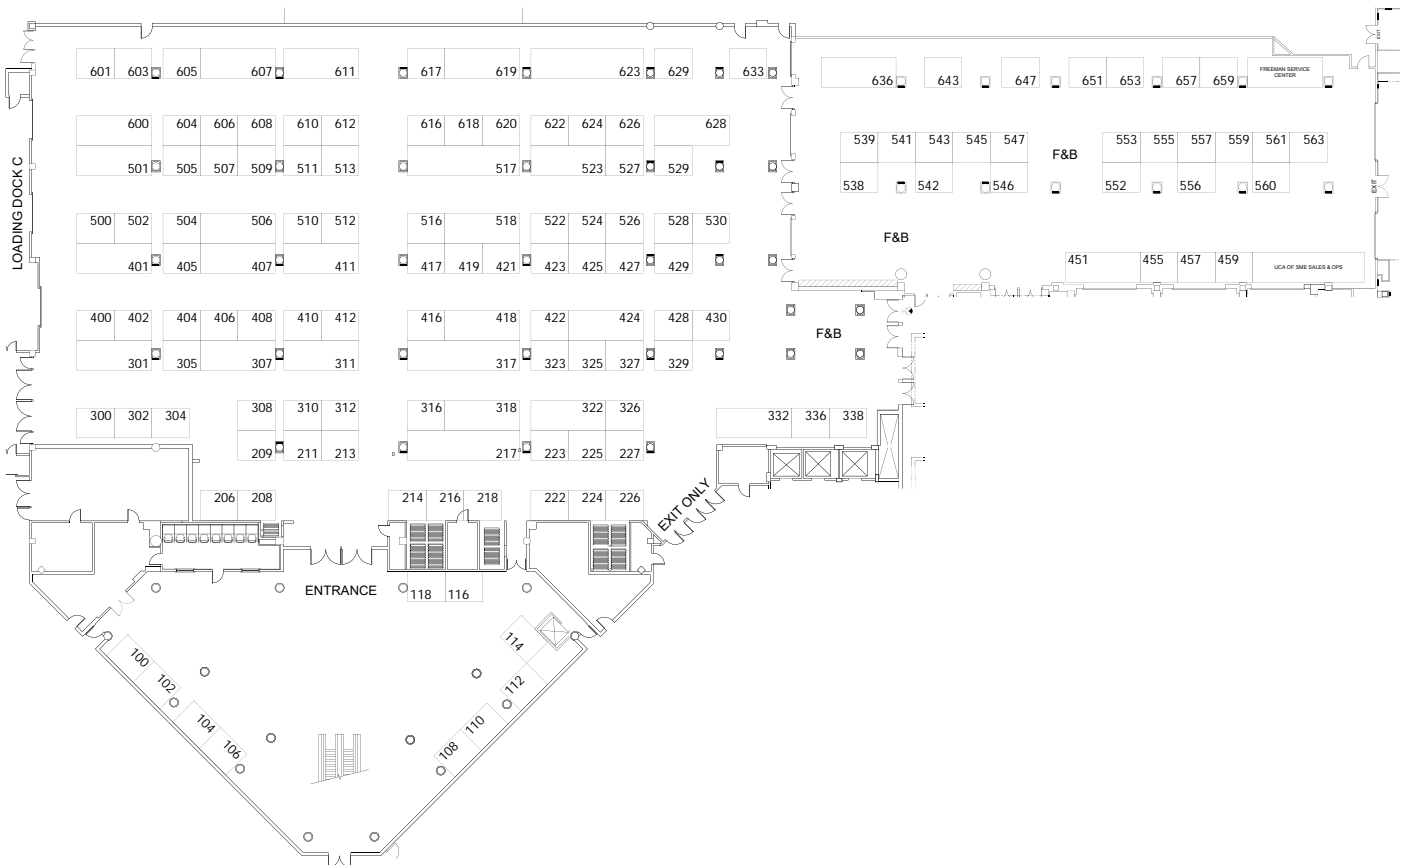 EXIT
601 603 605 607 611 617 619 623 629 633
636 643 647 651 653 657 659
FREEMAN SERVICE
CENTER
600 604 606 608 610 612 616 618 620 622 624 626 628
539 541 543 545 547 F&B 553 555 557 559 561 563
501 505 507 509 511 513 517 523 527 529
538 542 546 552 556 560
EXIT
LOADING DOCK C
500 502 504 506 510 512 516 518 522 524 526 528 530
F&B
401 405 407 411 417 419 421 423 425 427 429
451 455 457 459 UCA OF SME SALES & OPS
400 402 404 406 408 410 412 416 418 422 424 428 430
F&B
301 305 307 311 317 323 325 327 329
300 302 304 308 310 312 316 318 322 326 332 336 338
209 211 213 217 223 225 227
206 208 214 216 218 222 224 226
EXIT ONLY
ENTRANCE
118 116
114
100
112
102
104
110
106
108